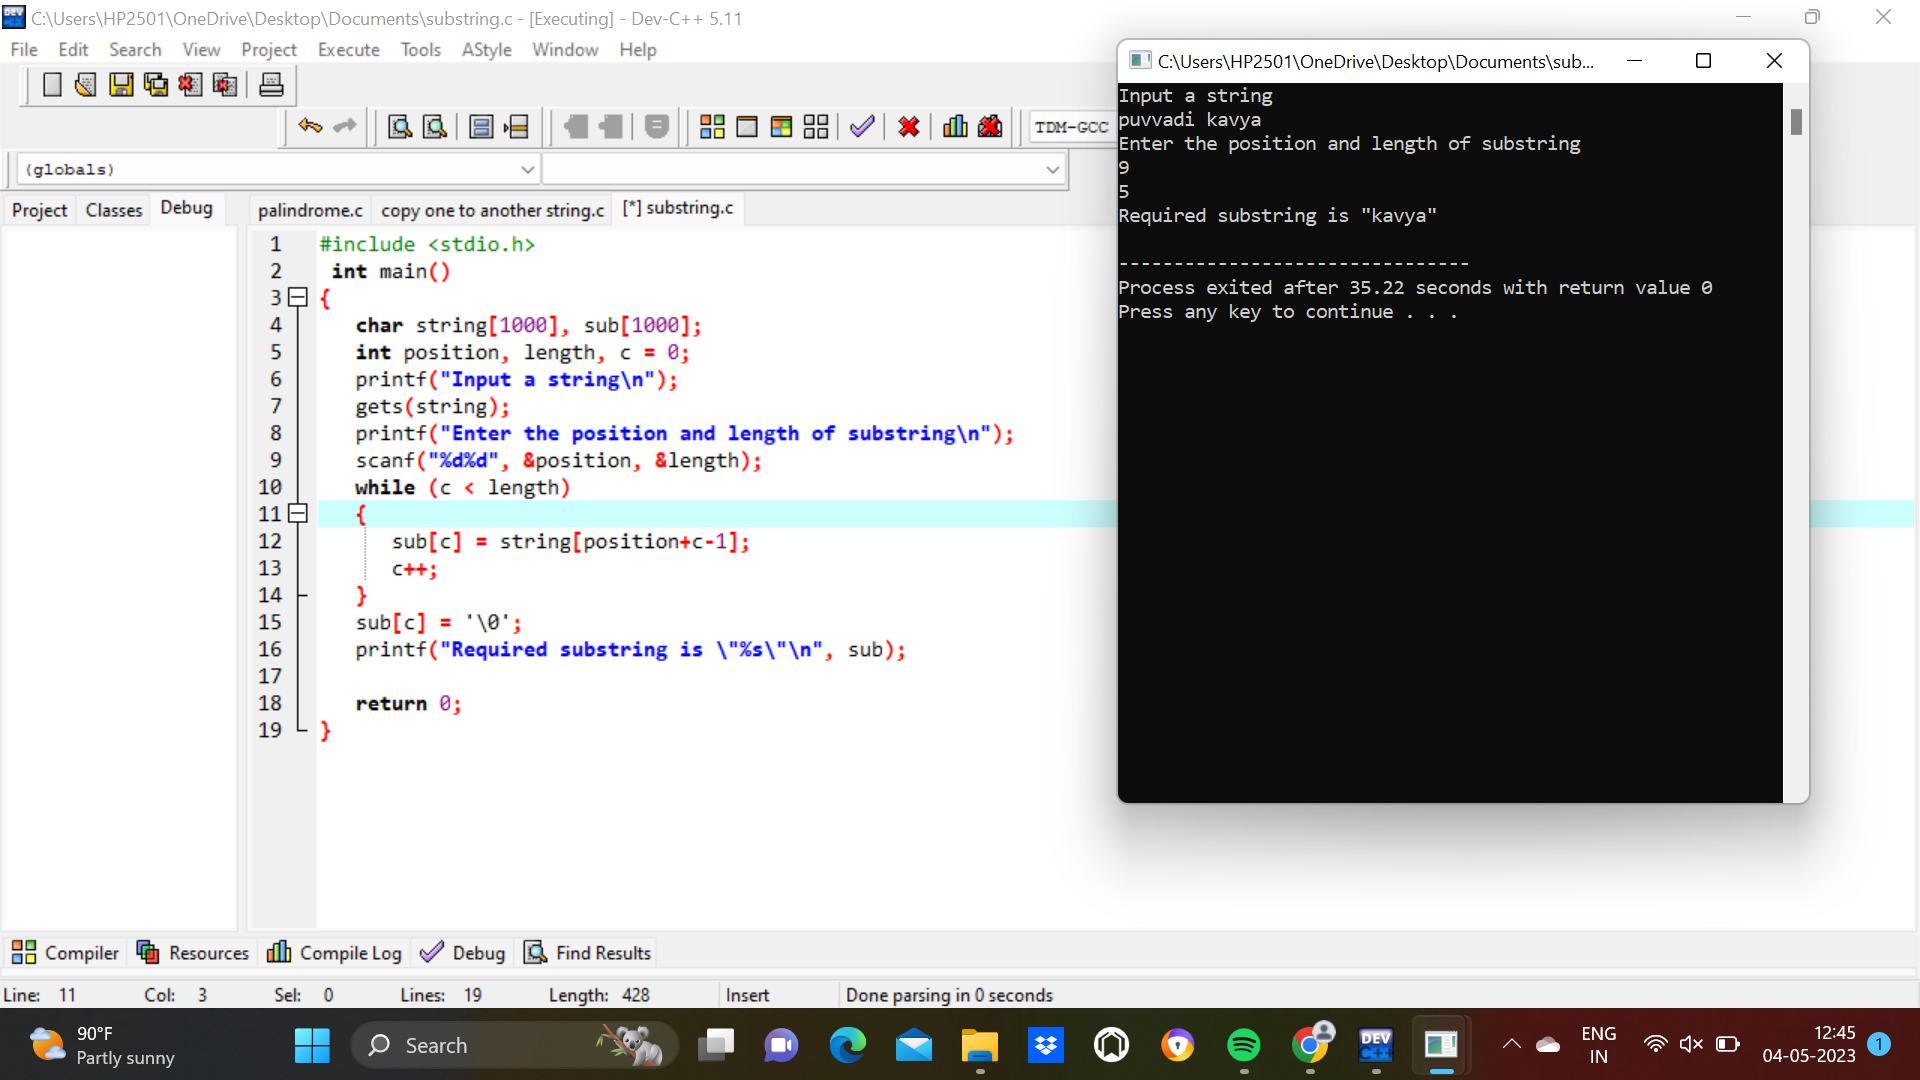 C:\Users\HP2501\OneDrive\Desktop\Documents\substring.c - [Executing] - Dev-C++ 5.11
File Edit Search View Project Execute Tools AStyle Window Help
TDM-GCC
(globals)
Project Classes Debug
palindrome.c copy one to another string.c [*] substring.c
1 #include <stdio.h>
2 int main()
3 {
4 char string[1000], sub[1000];
5 int position, length, c = 0;
6 printf("Input a string\n");
7 gets(string);
8 printf("Enter the position and length of substring\n");
9 scanf("%d%d", &position, &length);
10 while (c < length)
11 {
12 sub[c] = string[position+c-1];
13 c++;
14 }
15 sub[c] = '\0';
16 printf("Required substring is \"%s\"\n", sub);
17
18 return 0;
19 }
C:\Users\HP2501\OneDrive\Desktop\Documents\sub...
Input a string
puvvadi kavya
Enter the position and length of substring
9
5
Required substring is "kavya"
--------------------------------
Process exited after 35.22 seconds with return value 0
Press any key to continue . . .
Compiler Resources Compile Log Debug Find Results
Line: 11 Col: 3 Sel: 0 Lines: 19 Length: 428 Insert Done parsing in 0 seconds
90°F
Partly sunny
Search
DEV
C++
ENG
IN
12:45
04-05-2023
1